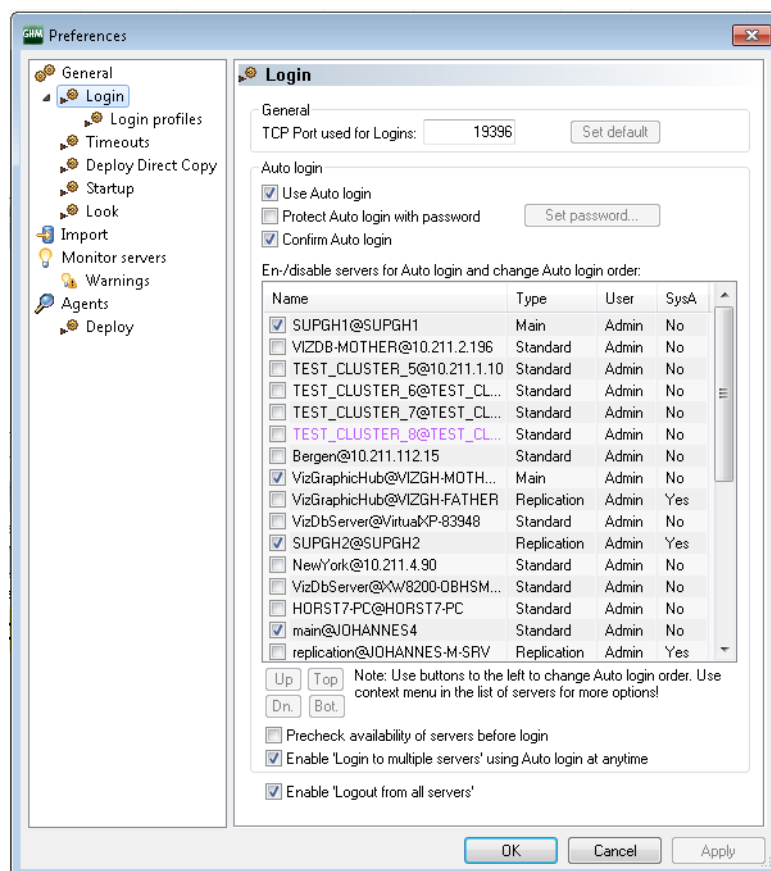 GHM Preferences
General
Login
Login profiles
Timeouts
Deploy Direct Copy
Startup
Look
Import
Monitor servers
Warnings
Agents
Deploy
Login
General
TCP Port used for Logins: 19396 Set default
Auto login
Use Auto login
Protect Auto login with password Set password...
Confirm Auto login
En-/disable servers for Auto login and change Auto login order:
Name Type User SysA
SUPGH1@SUPGH1 Main Admin No
VIZDB-MOTHER@10.211.2.196 Standard Admin No
TEST_CLUSTER_5@10.211.1.10 Standard Admin No
TEST_CLUSTER_6@TEST_CL... Standard Admin No
TEST_CLUSTER_7@TEST_CL... Standard Admin No
TEST_CLUSTER_8@TEST_CL... Standard Admin No
Bergen@10.211.112.15 Standard Admin No
VizGraphicHub@VIZGH-MOTH... Main Admin No
VizGraphicHub@VIZGH-FATHER Replication Admin Yes
VizDbServer@VirtualXP-83948 Standard Admin No
SUPGH2@SUPGH2 Replication Admin Yes
NewYork@10.211.4.90 Standard Admin No
VizDbServer@XW8200-OBHSM... Standard Admin No
HORST7-PC@HORST7-PC Standard Admin No
main@JOHANNES4 Standard Admin No
replication@JOHANNES-M-SRV Replication Admin Yes
Up Top Note: Use buttons to the left to change Auto login order. Use
Dn. Bot. context menu in the list of servers for more options!
Precheck availability of servers before login
Enable 'Login to multiple servers' using Auto login at anytime
Enable 'Logout from all servers'
OK Cancel Apply